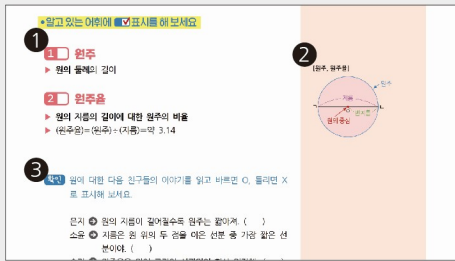 •알고 있는 어휘에 ☑표시를 해 보세요
1
1 원주
▶ 원의 둘레의 길이
2 원주율
▶ 원의 지름의 길이에 대한 원주의 비율
▶ (원주율)=(원주)÷(지름)=약 3.14
2
[원주, 원주율]
원주
지름
반지름
원의 중심
3
확인 원에 대한 다음 친구들의 이야기를 읽고 바르면 O, 틀리면 X
로 표시해 보세요.
은지 ➲ 원의 지름이 길어질수록 원주는 짧아져. ( )
소윤 ➲ 지름은 원 위의 두 점을 이은 선분 중 가장 짧은 선
분이야. ( )